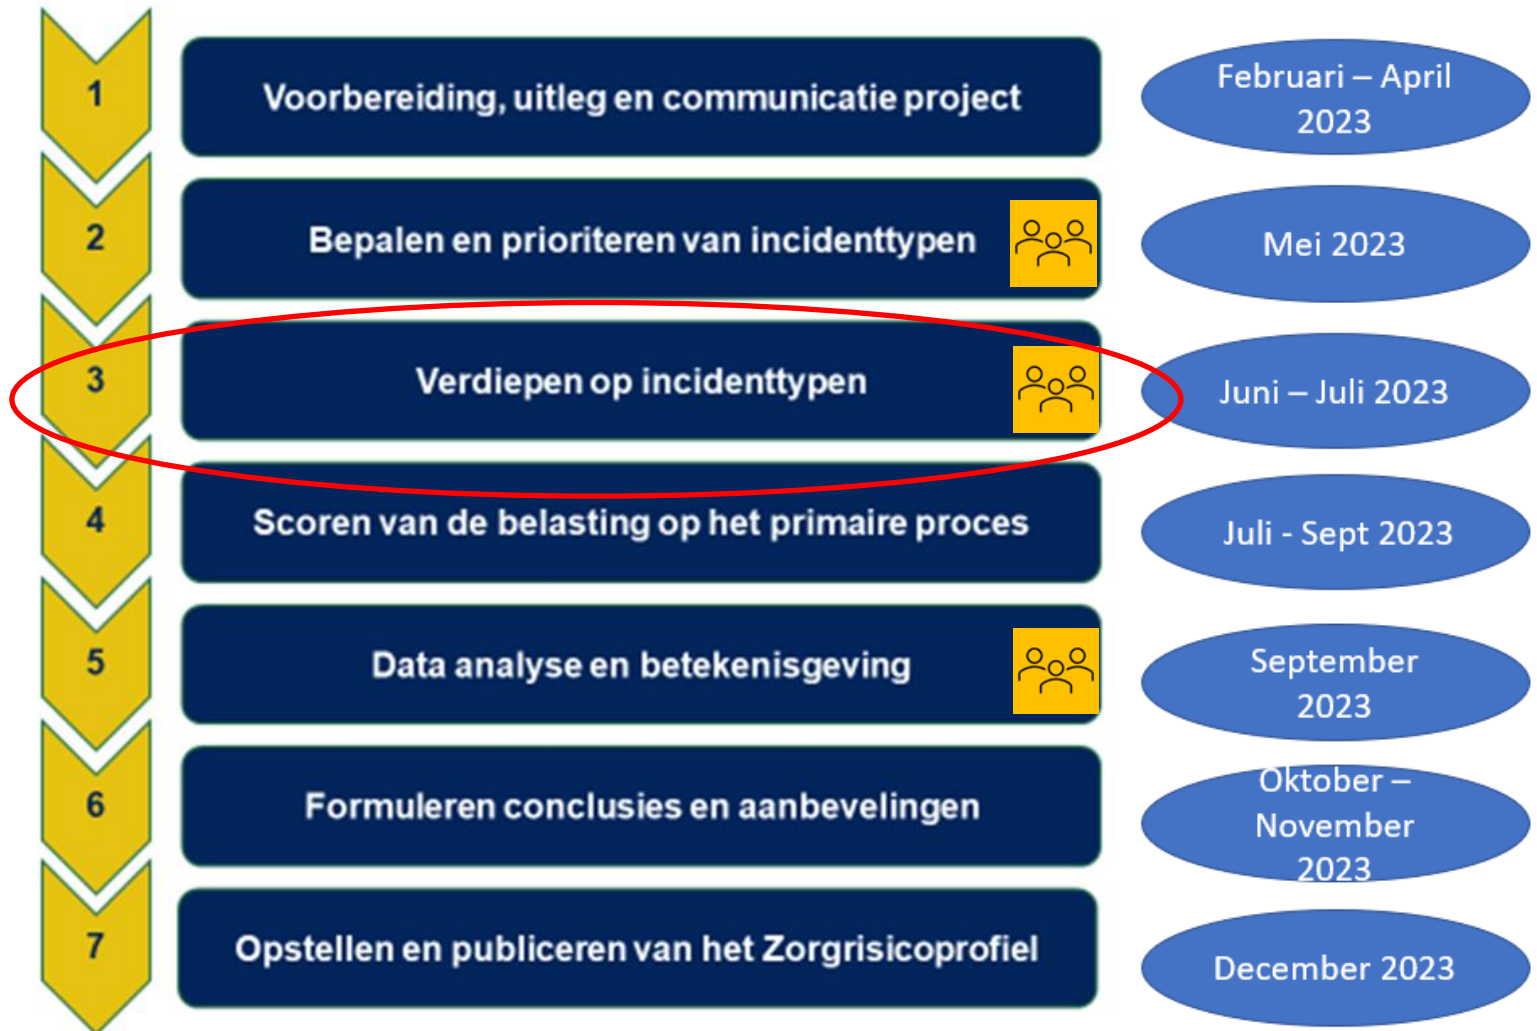 1
Voorbereiding, uitleg en communicatie project
Februari – April
2023
2
Bepalen en prioriteren van incidenttypen
Mei 2023
3
Verdiepen op incidenttypen
Juni – Juli 2023
4
Scoren van de belasting op het primaire proces
Juli - Sept 2023
5
Data analyse en betekenisgeving
September
2023
6
Formuleren conclusies en aanbevelingen
Oktober –
November
2023
7
Opstellen en publiceren van het Zorgrisicoprofiel
December 2023